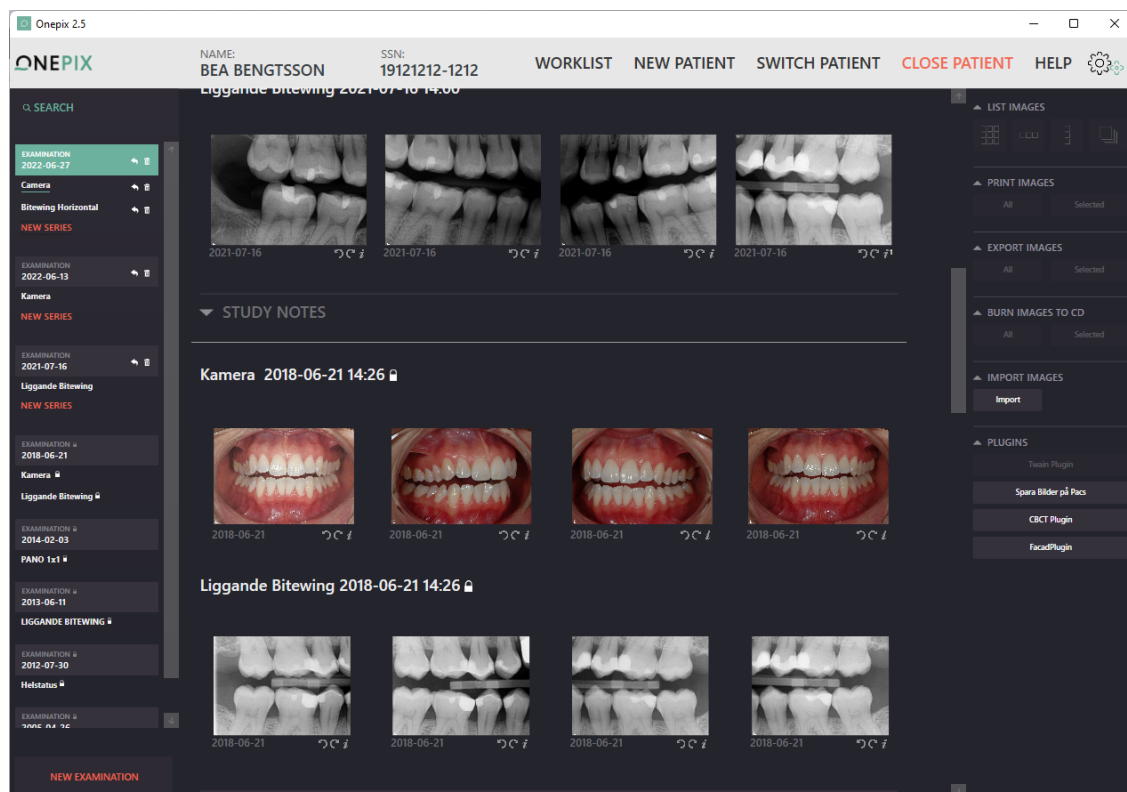 Onepix 2.5
ONEPIX
NAME:
BEA BENGTSSON
SSN:
19121212-1212
WORKLIST
NEW PATIENT
SWITCH PATIENT
CLOSE PATIENT
HELP
SEARCH
EXAMINATION
2022-06-27
Camera
Bitewing Horizontal
NEW SERIES
EXAMINATION
2022-06-13
Kamera
NEW SERIES
EXAMINATION
2021-07-16
Liggande Bitewing
NEW SERIES
EXAMINATION
2018-06-21
Kamera
Liggande Bitewing
EXAMINATION
2014-02-03
PANO 1x1
EXAMINATION
2013-06-11
LIGGANDE BITEWING
EXAMINATION
2012-07-30
Helstatus
EXAMINATION
2005-04-26
NEW EXAMINATION
Liggande Bitewing 2021-07-16 14:00
2021-07-16 i
2021-07-16 i
2021-07-16 i
2021-07-16 i¹
STUDY NOTES
Kamera 2018-06-21 14:26
2018-06-21 i
2018-06-21 i
2018-06-21 i
2018-06-21 i
Liggande Bitewing 2018-06-21 14:26
2018-06-21 i
2018-06-21 i
2018-06-21 i
2018-06-21 i
LIST IMAGES
PRINT IMAGES
All Selected
EXPORT IMAGES
All Selected
BURN IMAGES TO CD
All Selected
IMPORT IMAGES
Import
PLUGINS
Twain Plugin
Spara Bilder på Pacs
CBCT Plugin
FacadPlugin